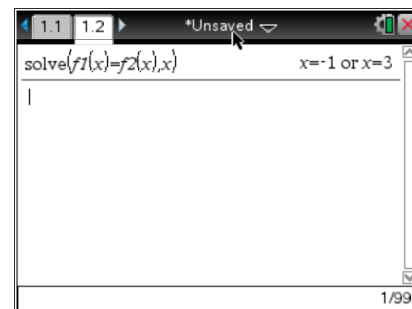 1.1 1.2 *Unsaved
solve(f1(x)=f2(x),x) x=-1 or x=3
1/99